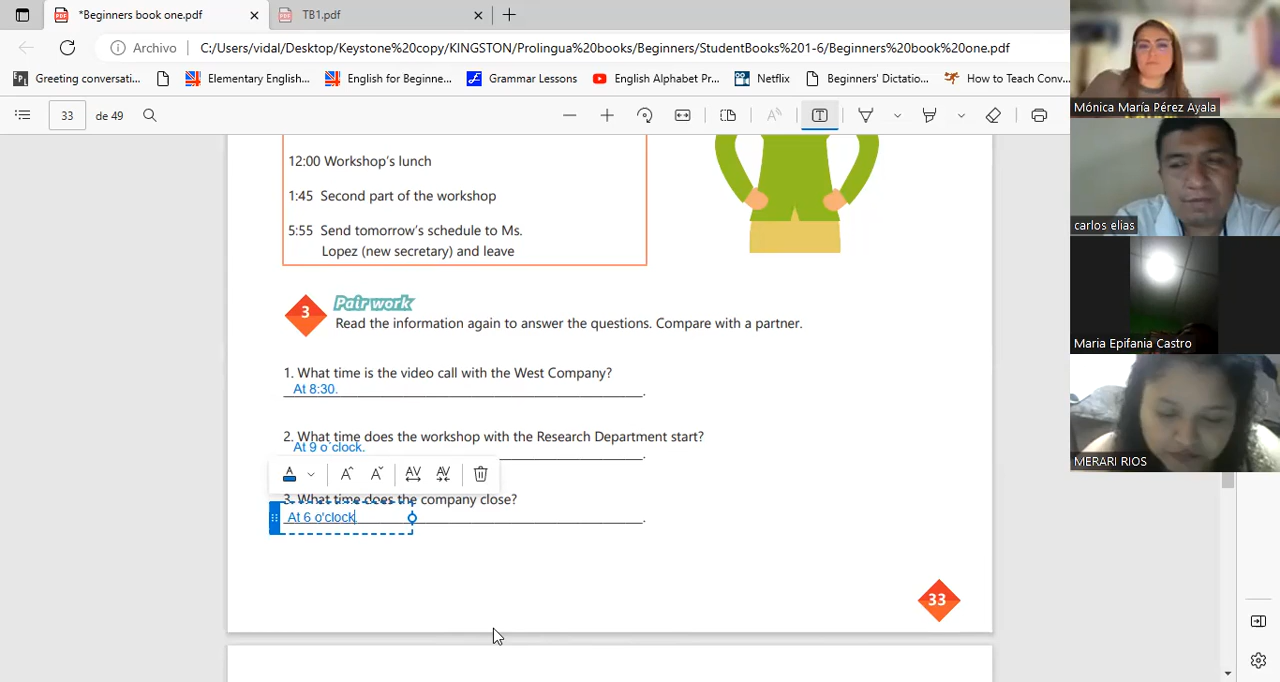 *Beginners book one.pdf
TB1.pdf
Archivo
C:/Users/vidal/Desktop/Keystone%20copy/KINGSTON/Prolingua%20books/Beginners/StudentBooks%201-6/Beginners%20book%20one.pdf
Greeting conversati...
Elementary English...
English for Beginne...
Grammar Lessons
English Alphabet Pr...
Netflix
Beginners' Dictatio...
How to Teach Conv...
33
de 49
12:00 Workshop's lunch
1:45 Second part of the workshop
5:55 Send tomorrow's schedule to Ms.
Lopez (new secretary) and leave
3
Pair work
Read the information again to answer the questions. Compare with a partner.
1. What time is the video call with the West Company?
At 8:30.
2. What time does the workshop with the Research Department start?
At 9 o´clock.
3. What time does the company close?
At 6 o'clock
33
Mónica María Pérez Ayala
carlos elias
Maria Epifania Castro
MERARI RIOS